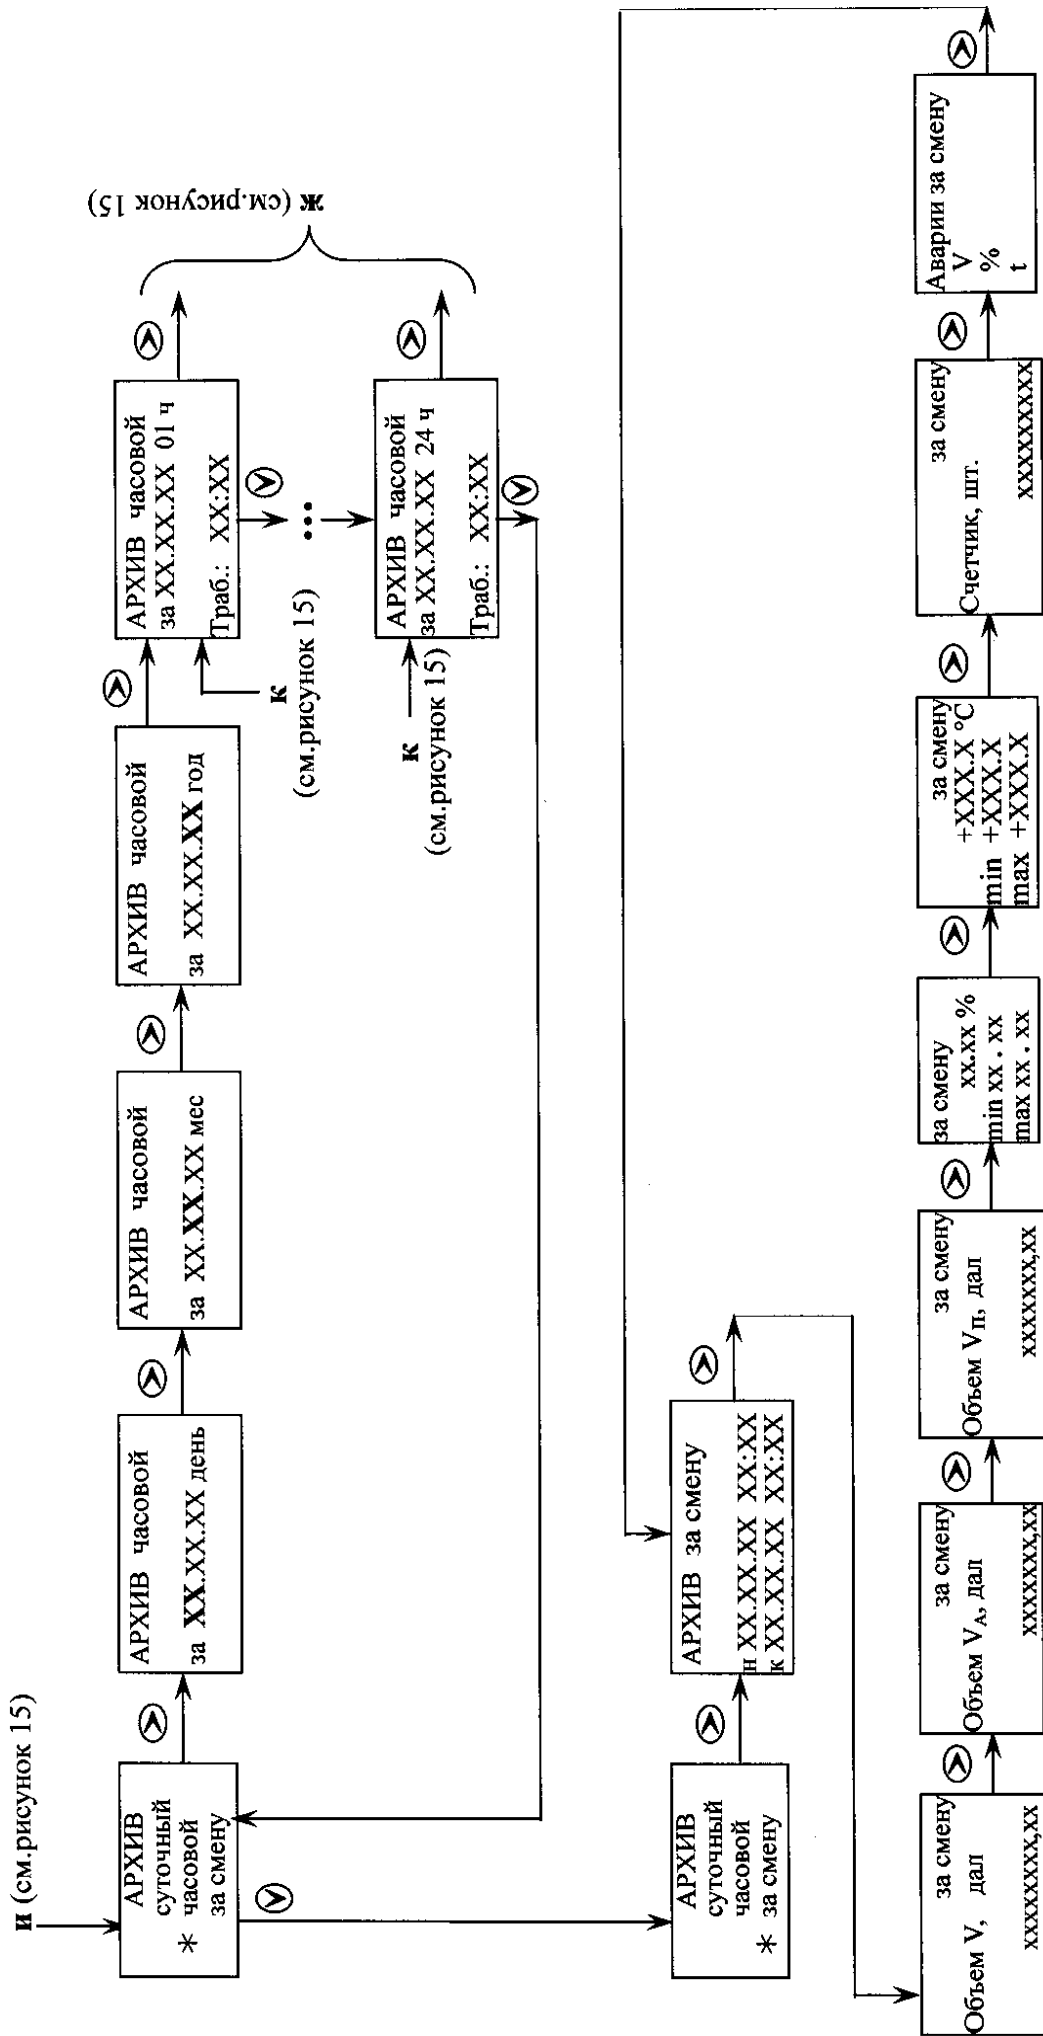 и (см.рисунок 15)
АРХИВ
суточный
* часовой
за смену
АРХИВ часовой
за XX.XX.XX день
АРХИВ часовой
за XX.XX.XX мес
АРХИВ часовой
за XX.XX.XX год
АРХИВ часовой
за XX.XX.XX 01 ч
Tраб.: XX:XX
ж (см.рисунок 15)
к
(см.рисунок 15)
...
АРХИВ часовой
за XX.XX.XX 24 ч
Tраб.: XX:XX
к
(см.рисунок 15)
АРХИВ
суточный
часовой
* за смену
АРХИВ за смену
н XX.XX.XX XX:XX
к XX.XX.XX XX:XX
за смену
Объем V, дал
xxxxxxxx,xx
за смену
Объем VА, дал
xxxxxxxx,xx
за смену
Объем VП, дал
xxxxxxxx,xx
за смену
xx.xx %
min xx . xx
max xx . xx
за смену
+XXX.X °C
min +XXX.X
max +XXX.X
за смену
Счетчик, шт.
xxxxxxxxx
Аварии за смену
V
%
t